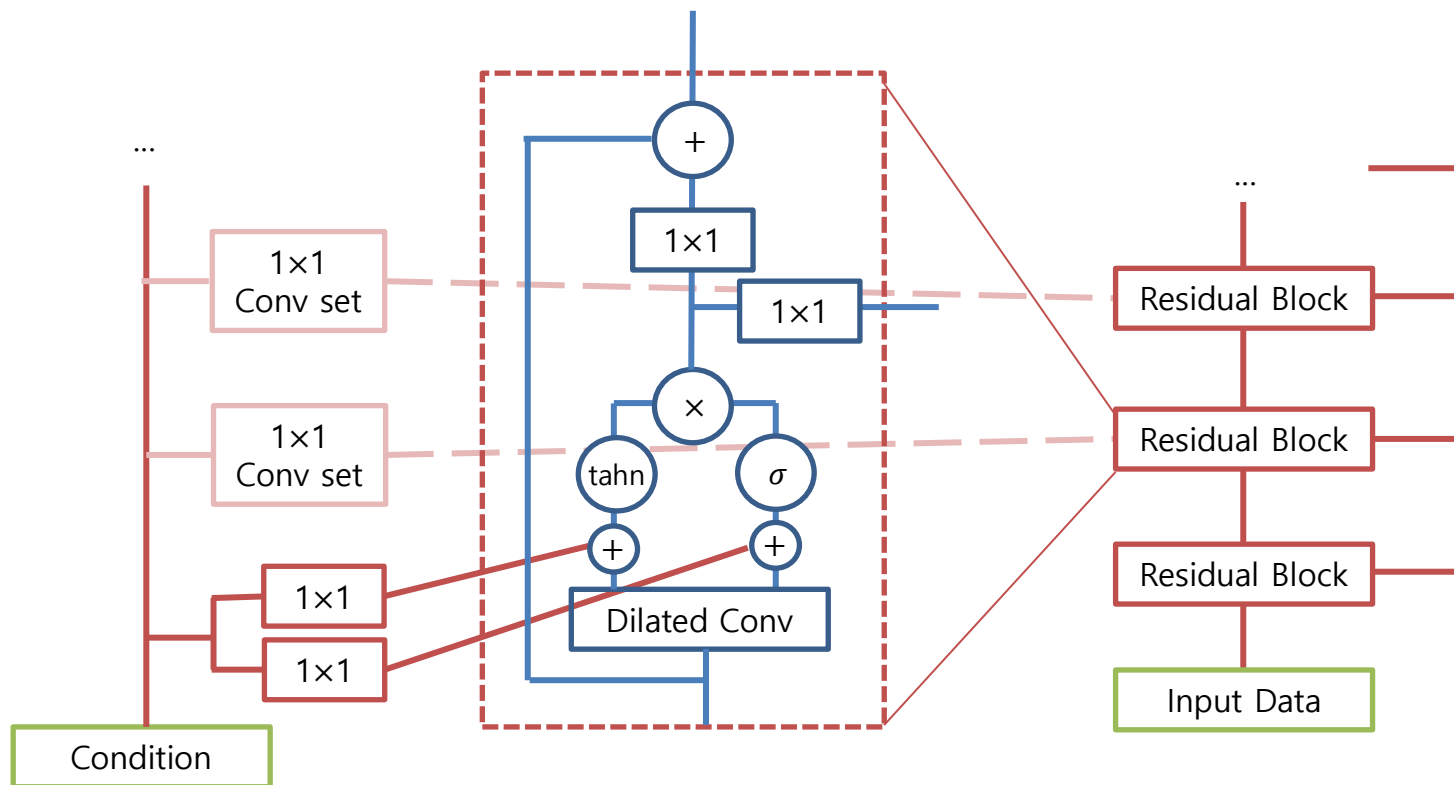 ...
1×1
Conv set
1×1
Conv set
1×1
1×1
Condition
+
1×1
1×1
×
tahn
σ
+
+
Dilated Conv
...
Residual Block
Residual Block
Residual Block
Input Data